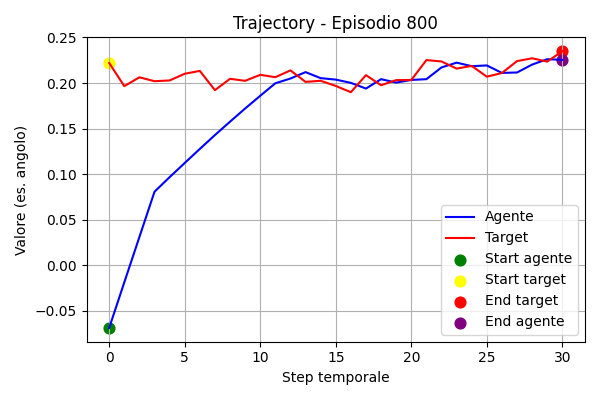 Trajectory - Episodio 800
Valore (es. angolo)
0.25
0.20
0.15
0.10
0.05
0.00
−0.05
0 5 10 15 20 25 30
Step temporale
Agente
Target
Start agente
Start target
End target
End agente